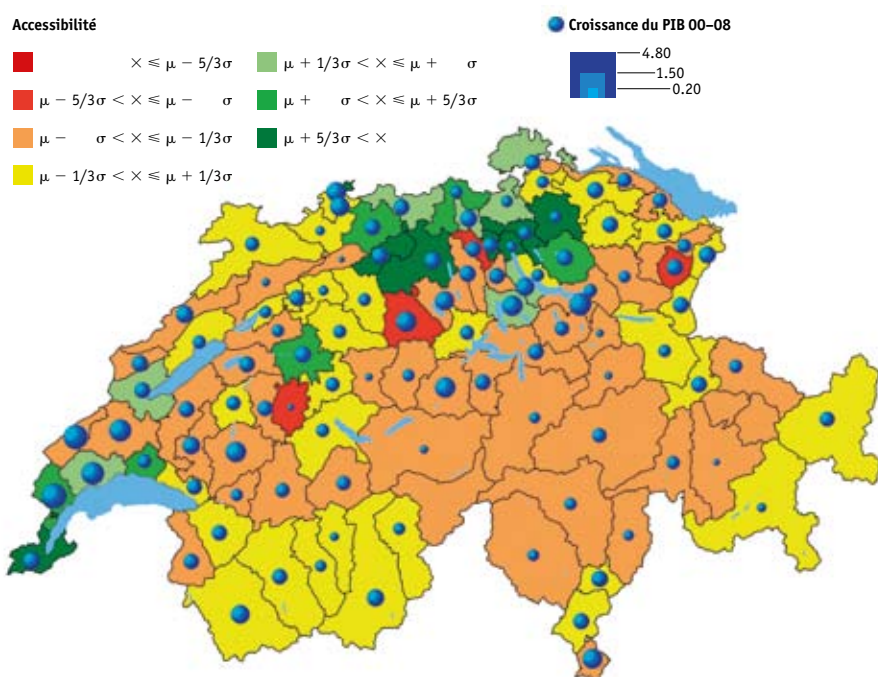 Accessibilité
× ≤ μ − 5/3σ
μ − 5/3σ < × ≤ μ − σ
μ − σ < × ≤ μ − 1/3σ
μ − 1/3σ < × ≤ μ + 1/3σ
μ + 1/3σ < × ≤ μ + σ
μ + σ < × ≤ μ + 5/3σ
μ + 5/3σ < ×
Croissance du PIB 00–08
4.80
1.50
0.20